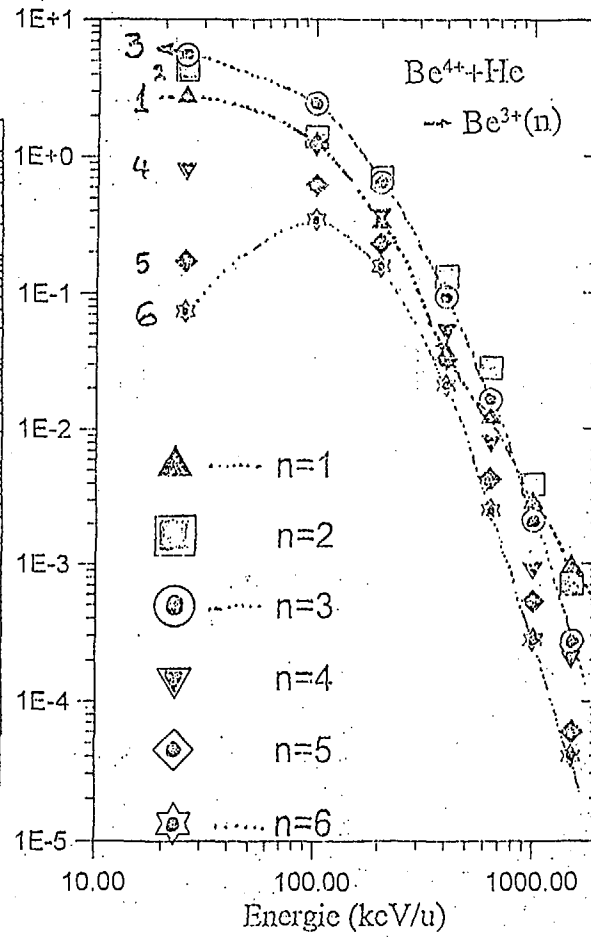 1E+1
3
Be4++He
2
→ Be3+(n)
1
1E+0
4
5
1E-1
6
1E-2
n=1
n=2
1E-3
n=3
n=4
1E-4
n=5
n=6
1E-5
10.00 100.00 1000.00
Energie (keV/u)